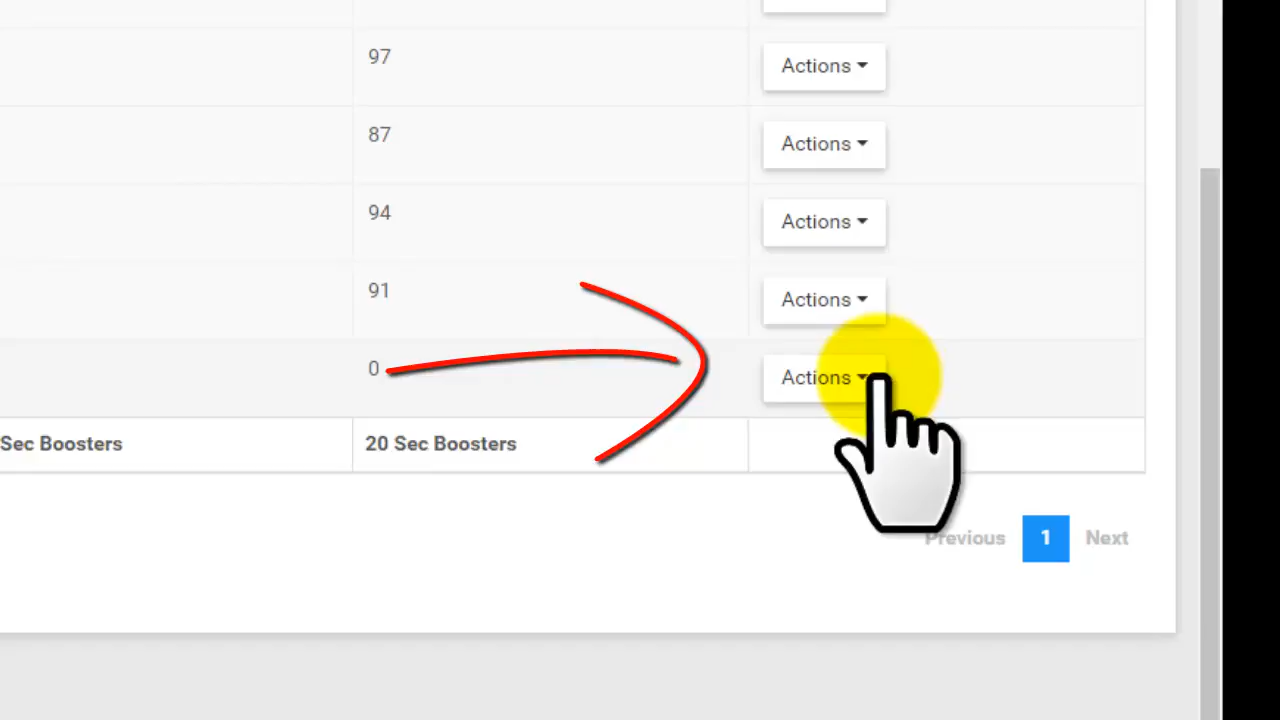 97 Actions
87 Actions
94 Actions
91 Actions
0 Actions
Sec Boosters 20 Sec Boosters
Previous 1 Next